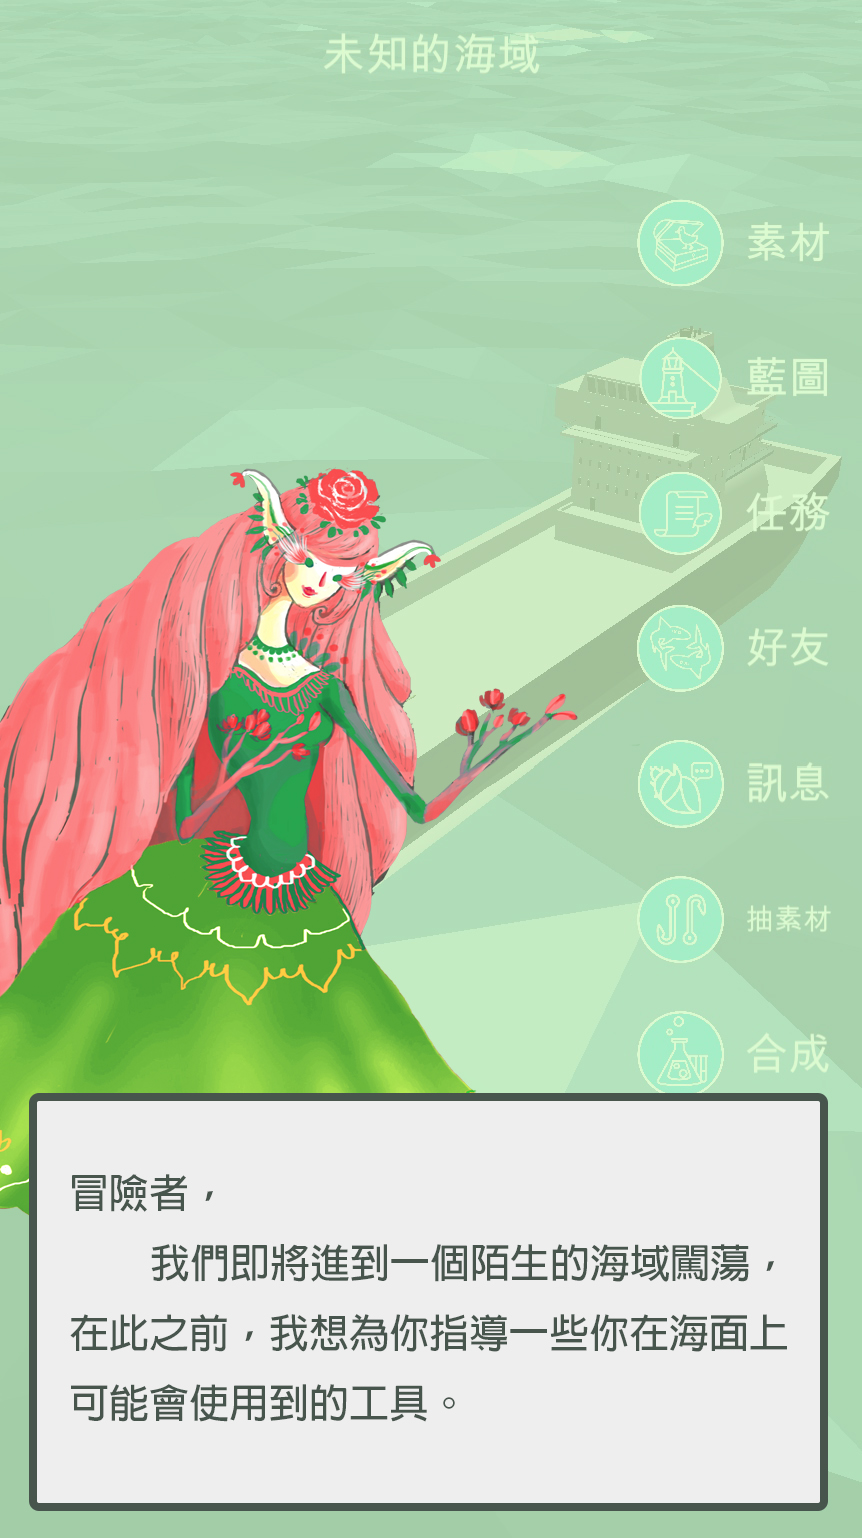 未知的海域
素材
藍圖
任務
好友
訊息
抽素材
合成
冒險者，
我們即將進到一個陌生的海域闖蕩，
在此之前，我想為你指導一些你在海面上
可能會使用到的工具。